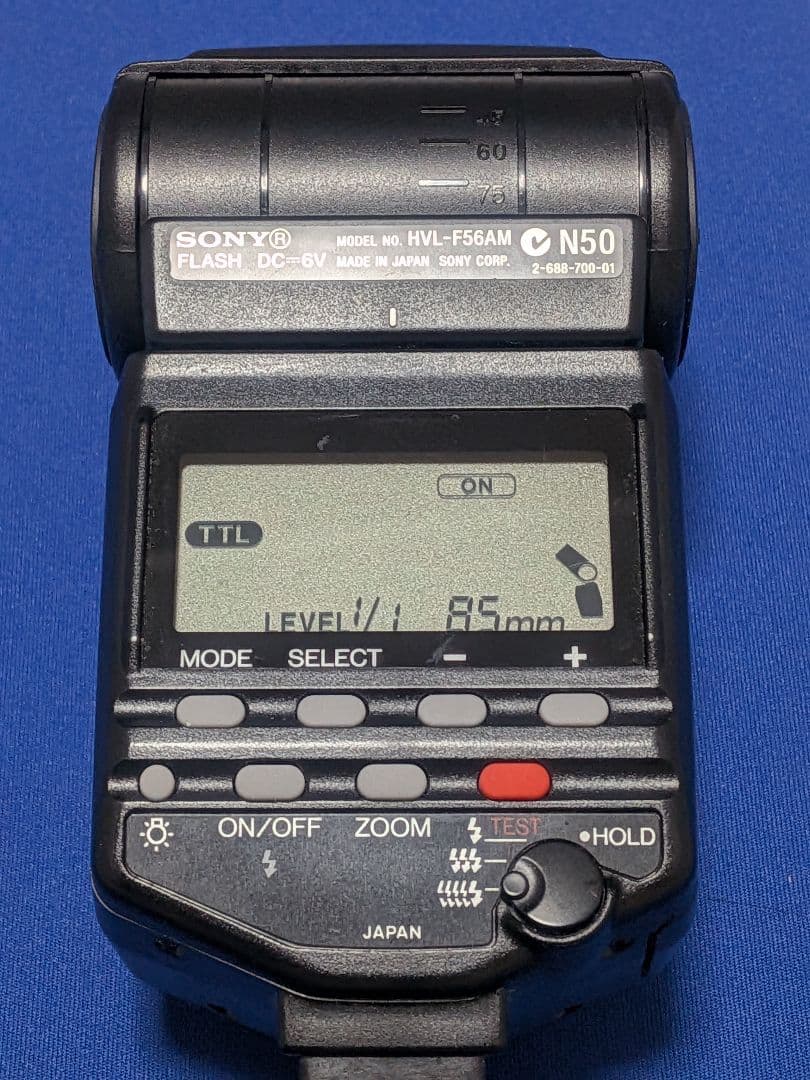 45
60
75
SONY® MODEL NO. HVL-F56AM N50
FLASH DC⎓6V MADE IN JAPAN SONY CORP. 2-688-700-01
ON
TTL
LEVEL 1/1 85mm
MODE SELECT - +
ON/OFF ZOOM TEST HOLD
JAPAN